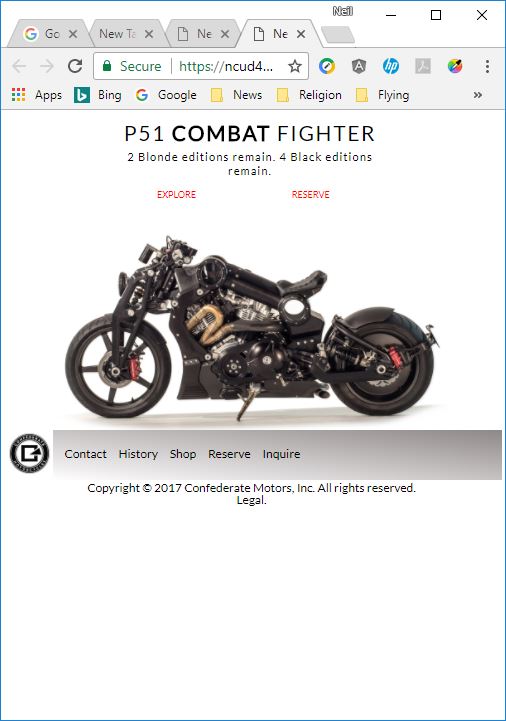 Neil
Go
New Ta
Ne
Ne
Secure
https://ncud4...
Apps
Bing
Google
News
Religion
Flying
»
P51 COMBAT FIGHTER
2 Blonde editions remain. 4 Black editions
remain.
EXPLORE
RESERVE
Contact
History
Shop
Reserve
Inquire
Copyright © 2017 Confederate Motors, Inc. All rights reserved.
Legal.